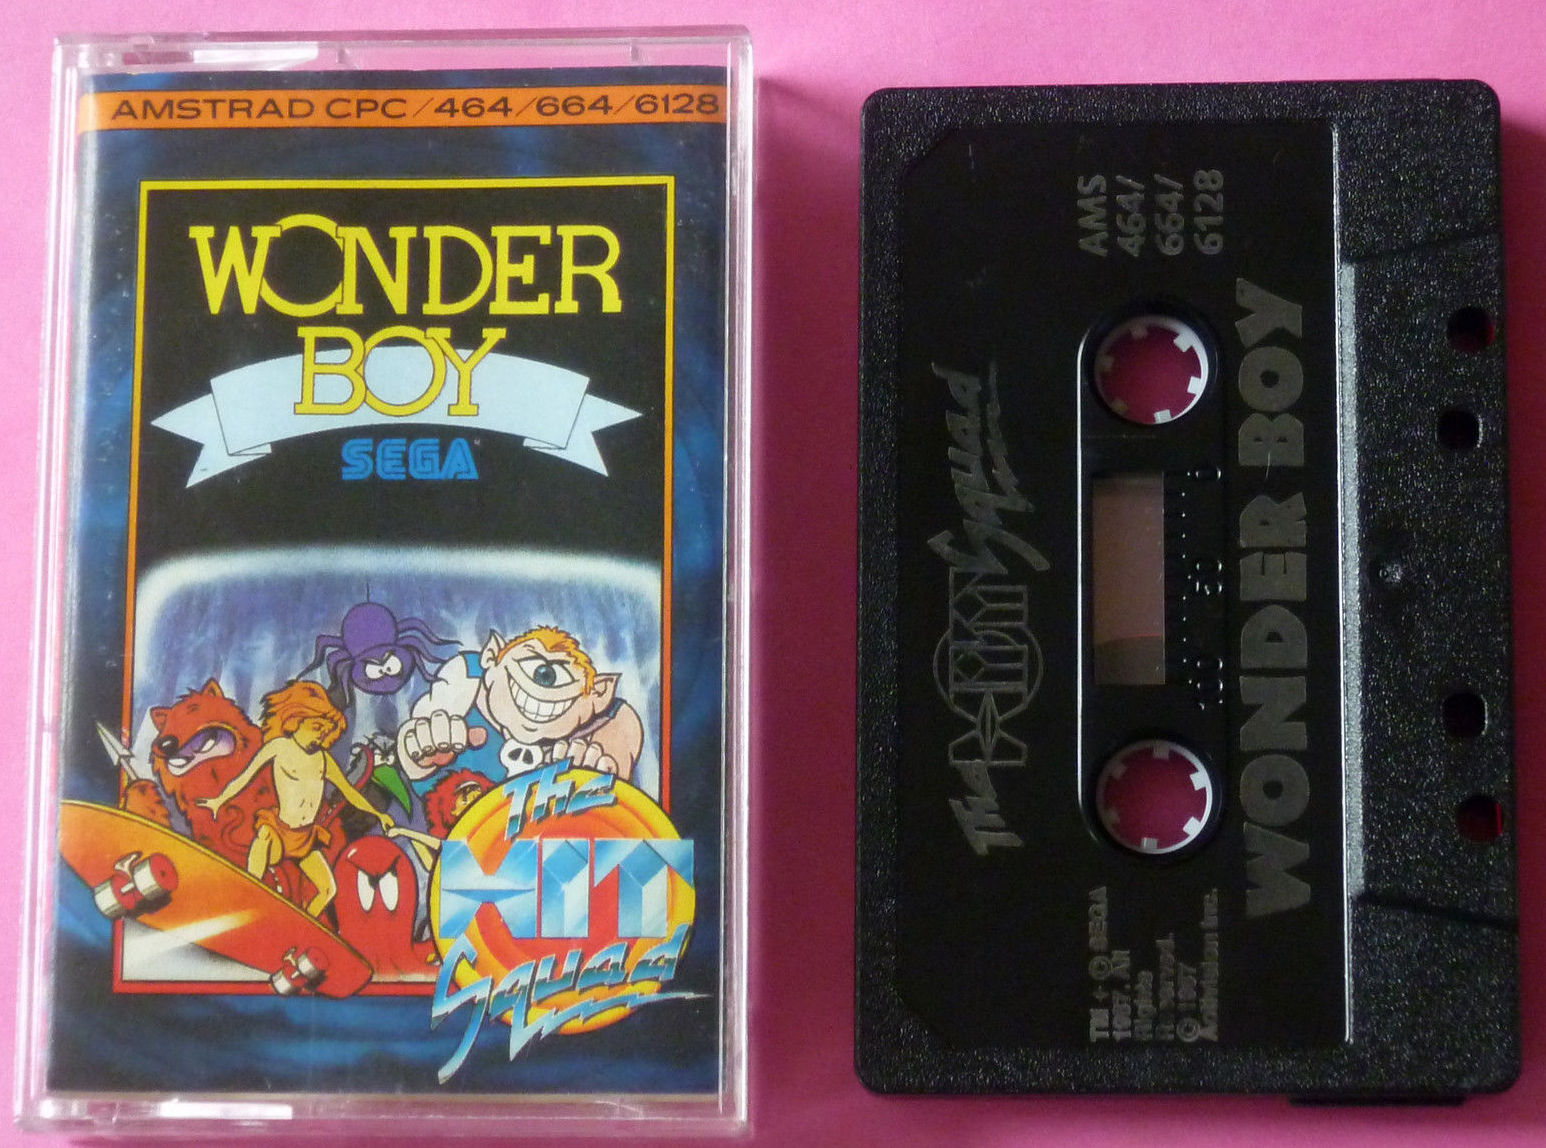 AMSTRAD CPC/464/664/6128
WONDER
BOY
SEGA
The
HIT
Squad
The HIT Squad
AMS
464/
664/
6128
WONDER BOY
TM + © SEGA
1987. All
Rights
Reserved.
© 1987
Activision Inc.